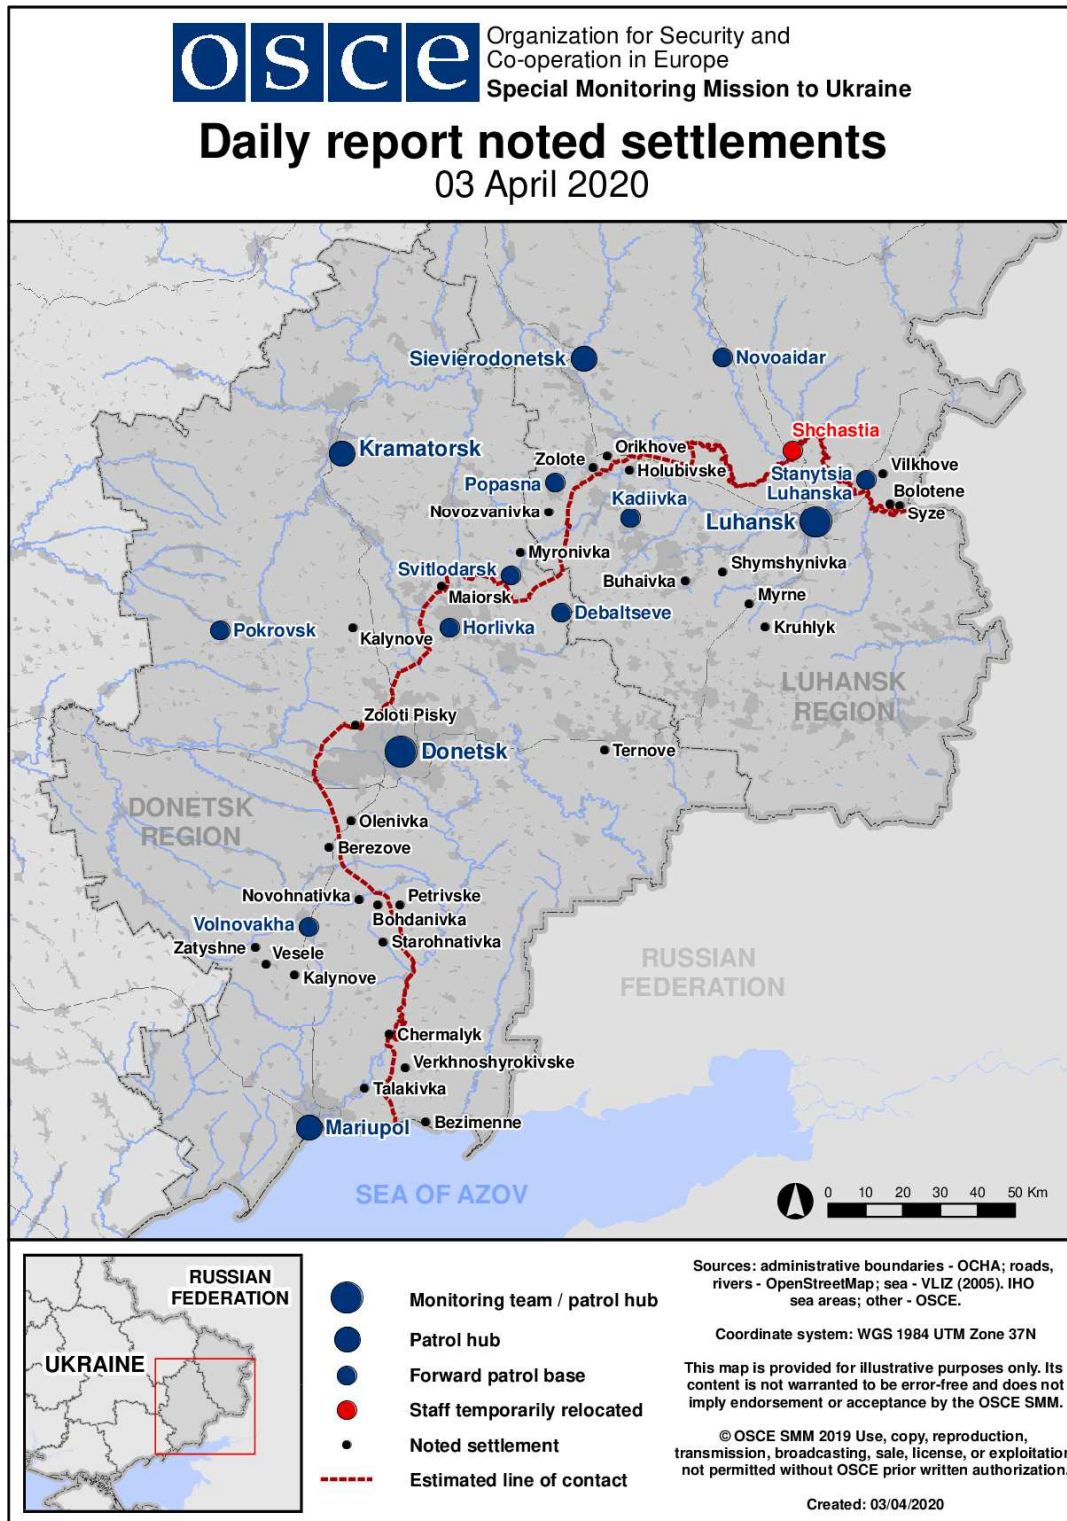 osce
Organization for Security and
Co-operation in Europe
Special Monitoring Mission to Ukraine
Daily report noted settlements
03 April 2020
Sievierodonetsk
Novoaidar
Shchastia
Kramatorsk
Orikhove
Zolote
Holubivske
Stanytsia
Luhanska
Vilkhove
Popasna
Kadiivka
Bolotene
Novozvanivka
Luhansk
Syze
Myronivka
Svitlodarsk
Shymshynivka
Buhaivka
Maiorsk
Myrne
Debaltseve
Pokrovsk
Kalynove
Horlivka
Kruhlyk
LUHANSK
REGION
Zoloti Pisky
Donetsk
Ternove
DONETSK
REGION
Olenivka
Berezove
Novohnativka
Petrivske
Bohdanivka
Volnovakha
Starohnativka
Zatyshne
Vesele
Kalynove
RUSSIAN
FEDERATION
Chermalyk
Verkhnoshyrokivske
Talakivka
Mariupol
Bezimenne
SEA OF AZOV
0 10 20 30 40 50 Km
RUSSIAN
FEDERATION
UKRAINE
Monitoring team / patrol hub
Patrol hub
Forward patrol base
Staff temporarily relocated
Noted settlement
Estimated line of contact
Sources: administrative boundaries - OCHA; roads,
rivers - OpenStreetMap; sea - VLIZ (2005). IHO
sea areas; other - OSCE.
Coordinate system: WGS 1984 UTM Zone 37N
This map is provided for illustrative purposes only. Its
content is not warranted to be error-free and does not
imply endorsement or acceptance by the OSCE SMM.
© OSCE SMM 2019 Use, copy, reproduction,
transmission, broadcasting, sale, license, or exploitation
not permitted without OSCE prior written authorization.
Created: 03/04/2020